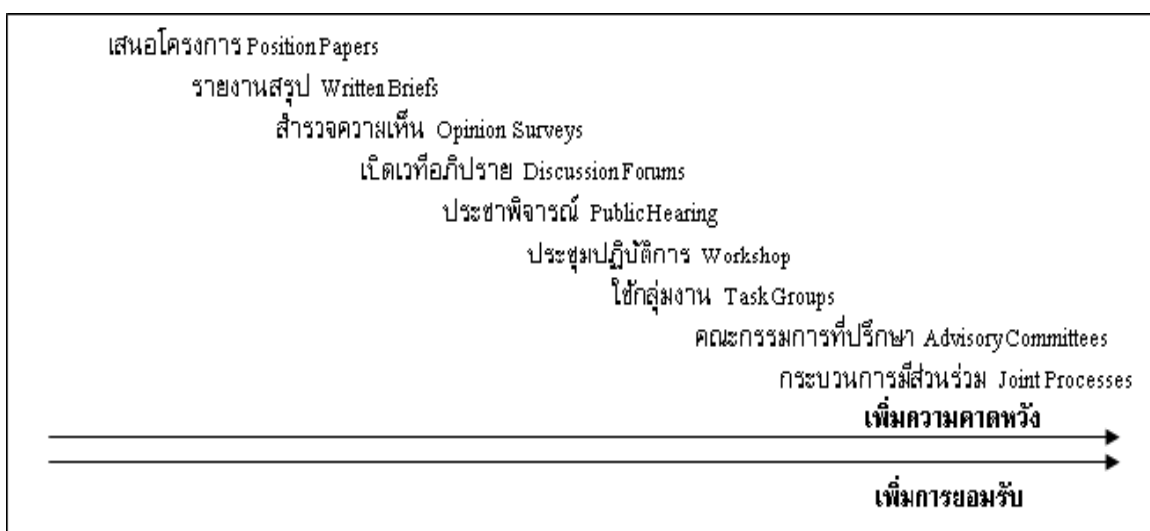 เสนอโครงการ Position Papers
รายงานสรุป Written Briefs
สำรวจความเห็น Opinion Surveys
เปิดเวทีอภิปราย Discussion Forums
ประชาพิจารณ์ Public Hearing
ประชุมปฏิบัติการ Workshop
ใช้กลุ่มงาน Task Groups
คณะกรรมการที่ปรึกษา Advisory Committees
กระบวนการมีส่วนร่วม Joint Processes
เพิ่มความคาดหวัง
เพิ่มการยอมรับ